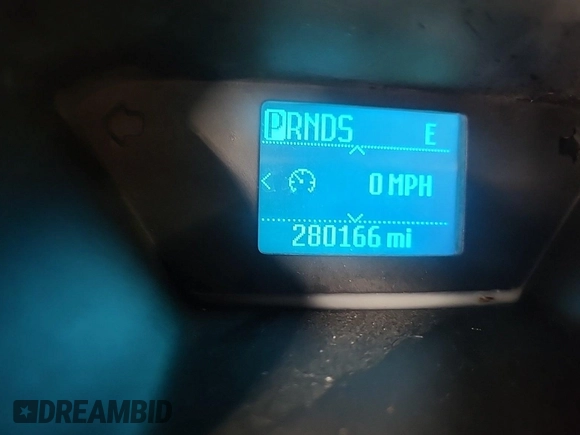 PRNDS E
0 MPH
280166 mi
DREAMBID